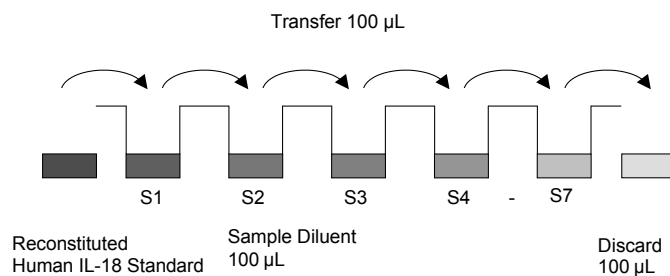 Transfer 100 µL
S1 S2 S3 S4 - S7
Reconstituted
Human IL-18 Standard
Sample Diluent
100 µL
Discard
100 µL